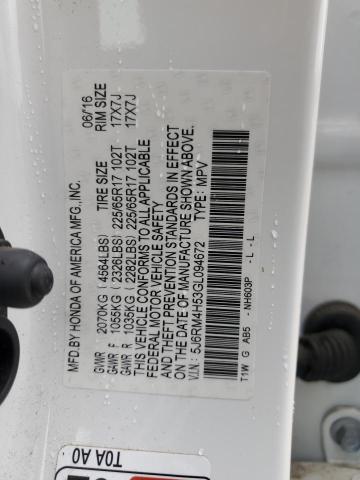 MFD.BY HONDA OF AMERICA MFG.,INC. 06/16
TIRE SIZE RIM SIZE
GVWR 2070KG (4564LBS)
GAWR F 1055KG (2328LBS) 225/65R17 102T 17X7J
GAWR R 1035KG (2282LBS) 225/65R17 102T 17X7J
THIS VEHICLE CONFORMS TO ALL APPLICABLE
FEDERAL MOTOR VEHICLE SAFETY
AND THEFT PREVENTION STANDARDS IN EFFECT
ON THE DATE OF MANUFACTURE SHOWN ABOVE.
V.I.N.: 5J6RM4H53GL094672 TYPE: MPV
T1W G AB5 - NH603P - L - L
T0A A0